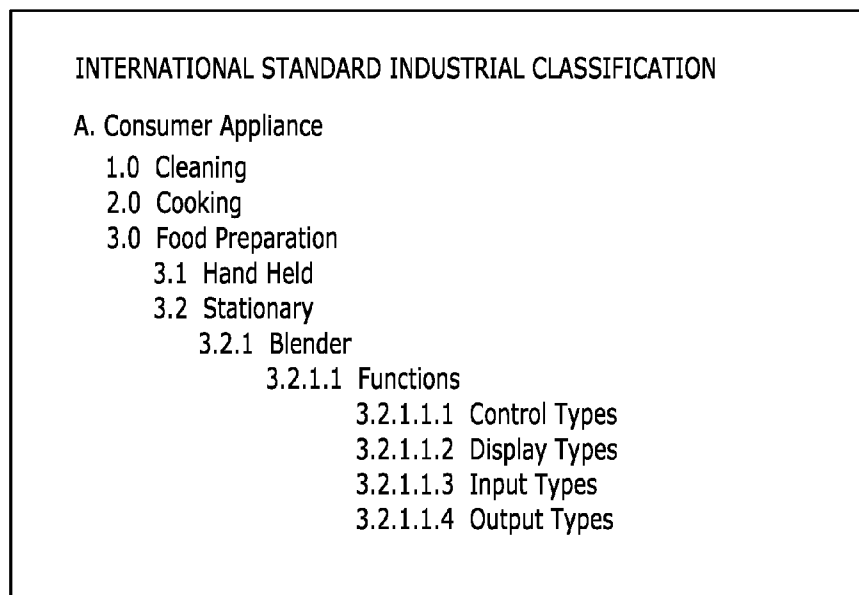 INTERNATIONAL STANDARD INDUSTRIAL CLASSIFICATION
A. Consumer Appliance
1.0 Cleaning
2.0 Cooking
3.0 Food Preparation
3.1 Hand Held
3.2 Stationary
3.2.1 Blender
3.2.1.1 Functions
3.2.1.1.1 Control Types
3.2.1.1.2 Display Types
3.2.1.1.3 Input Types
3.2.1.1.4 Output Types